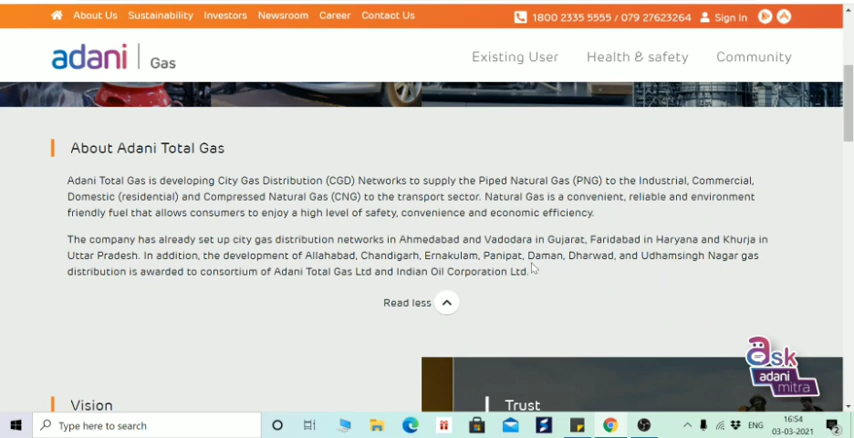 About Us Sustainability Investors Newsroom Career Contact Us 1800 2335 5555 / 079 27623264 Sign In
adani Gas Existing User Health & safety Community
About Adani Total Gas
Adani Total Gas is developing City Gas Distribution (CGD) Networks to supply the Piped Natural Gas (PNG) to the Industrial, Commercial,
Domestic (residential) and Compressed Natural Gas (CNG) to the transport sector. Natural Gas is a convenient, reliable and environment
friendly fuel that allows consumers to enjoy a high level of safety, convenience and economic efficiency.
The company has already set up city gas distribution networks in Ahmedabad and Vadodara in Gujarat, Faridabad in Haryana and Khurja in
Uttar Pradesh. In addition, the development of Allahabad, Chandigarh, Ernakulam, Panipat, Daman, Dharwad, and Udhamsingh Nagar gas
distribution is awarded to consortium of Adani Total Gas Ltd and Indian Oil Corporation Ltd.
Read less
ask
adani
mitra
Vision Trust
Type here to search ENG 16:54
03-03-2021 2